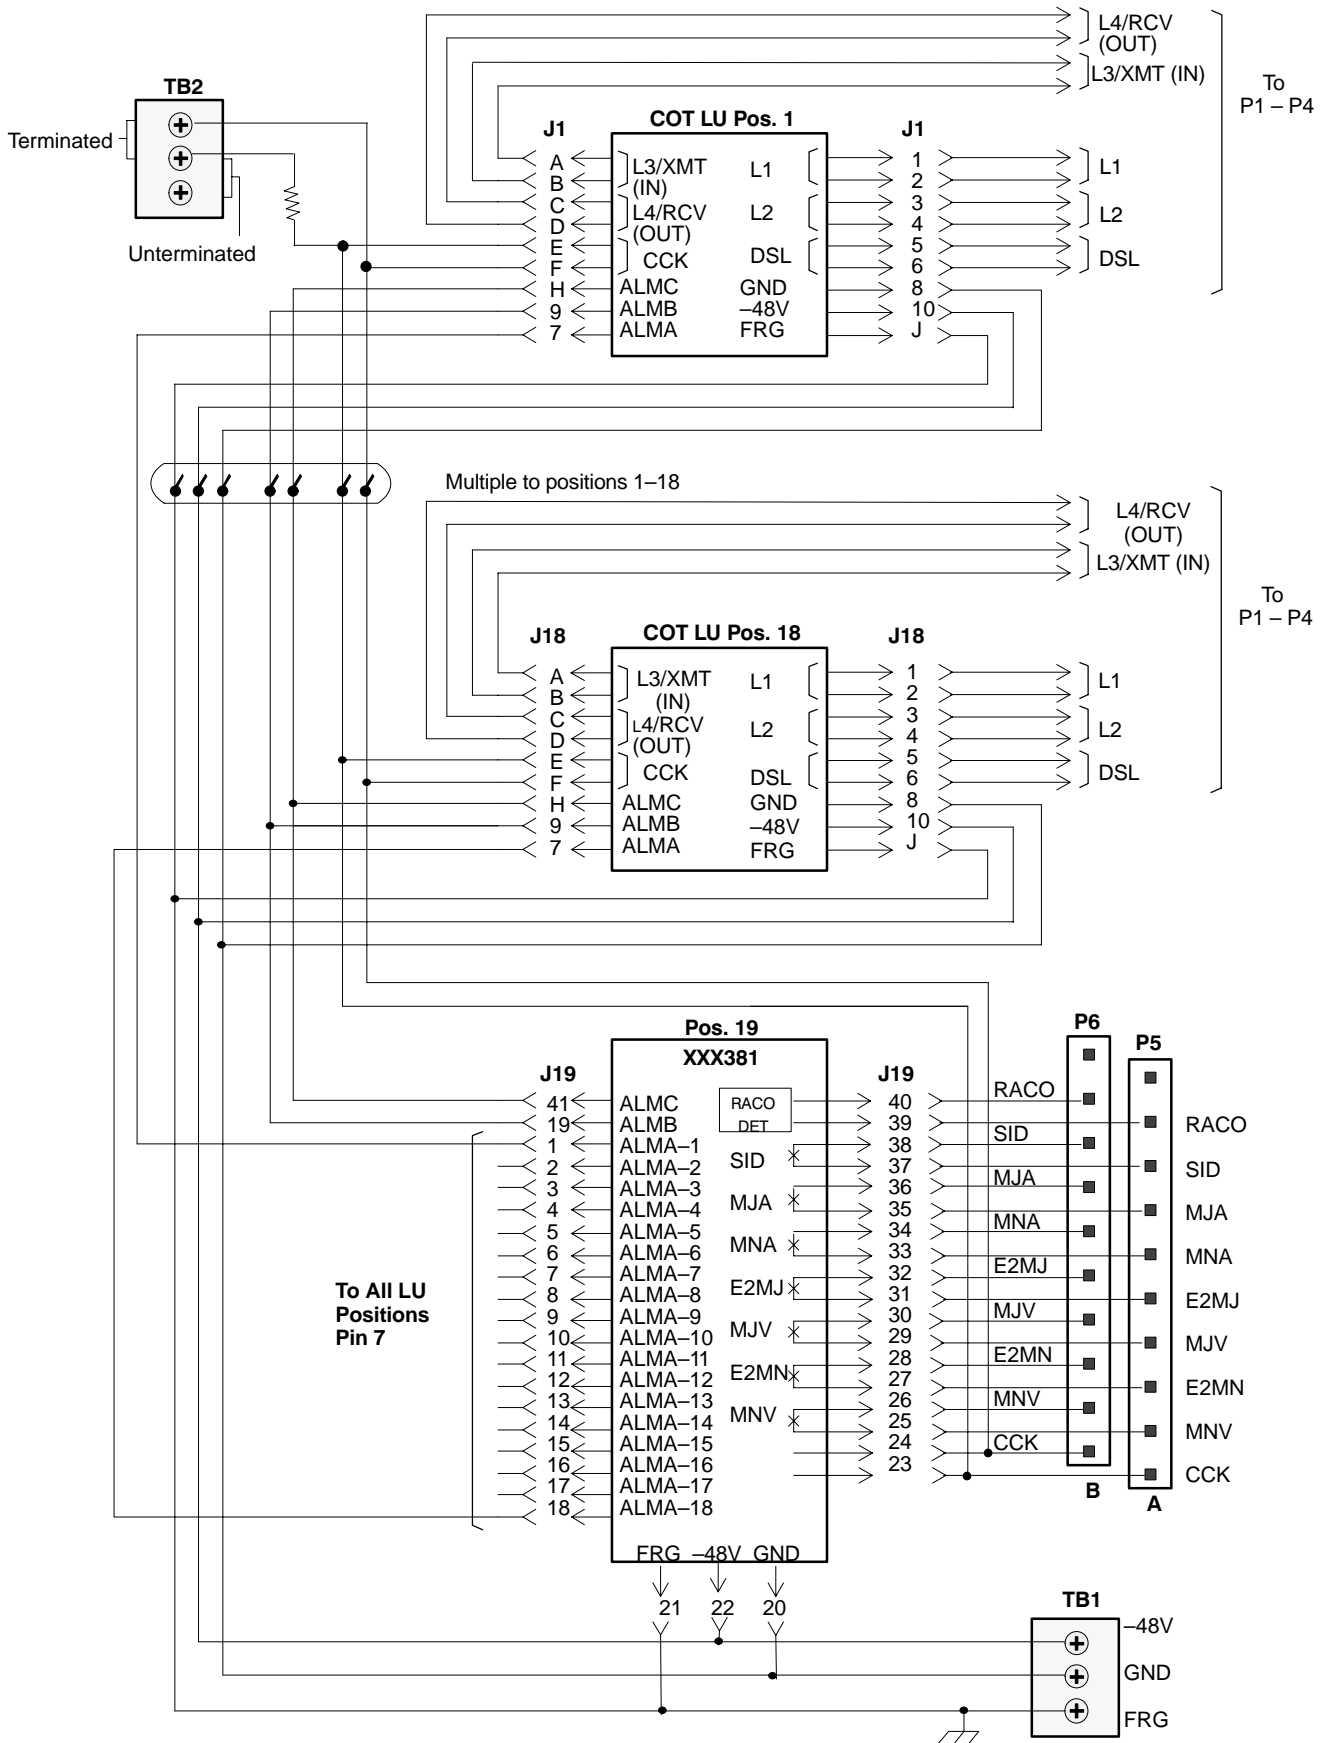 L4/RCV
(OUT)
L3/XMT (IN)
To
P1 – P4
TB2
Terminated
Unterminated
J1
COT LU Pos. 1
J1
A
L3/XMT
(IN)
L1
1
L1
B
2
C
L4/RCV
(OUT)
L2
3
L2
D
4
E
CCK
DSL
5
DSL
F
6
H
ALMC
GND
8
9
ALMB
–48V
10
7
ALMA
FRG
J
Multiple to positions 1–18
L4/RCV
(OUT)
L3/XMT (IN)
To
P1 – P4
J18
COT LU Pos. 18
J18
A
L3/XMT
(IN)
L1
1
L1
B
2
C
L4/RCV
(OUT)
L2
3
L2
D
4
E
CCK
DSL
5
DSL
F
6
H
ALMC
GND
8
9
ALMB
–48V
10
7
ALMA
FRG
J
Pos. 19
XXX381
P6
P5
J19
J19
41
ALMC
RACO
DET
40
RACO
19
ALMB
39
RACO
1
ALMA–1
38
SID
2
ALMA–2
SID
37
SID
3
ALMA–3
36
MJA
4
ALMA–4
MJA
35
MJA
5
ALMA–5
34
MNA
6
ALMA–6
MNA
33
MNA
7
ALMA–7
32
E2MJ
8
ALMA–8
E2MJ
31
E2MJ
9
ALMA–9
30
MJV
10
ALMA–10
MJV
29
MJV
11
ALMA–11
28
E2MN
12
ALMA–12
E2MN
27
E2MN
13
ALMA–13
26
MNV
14
ALMA–14
MNV
25
MNV
15
ALMA–15
24
CCK
16
ALMA–16
23
CCK
17
ALMA–17
18
ALMA–18
To All LU
Positions
Pin 7
B
A
FRG –48V GND
21 22 20
TB1
–48V
GND
FRG